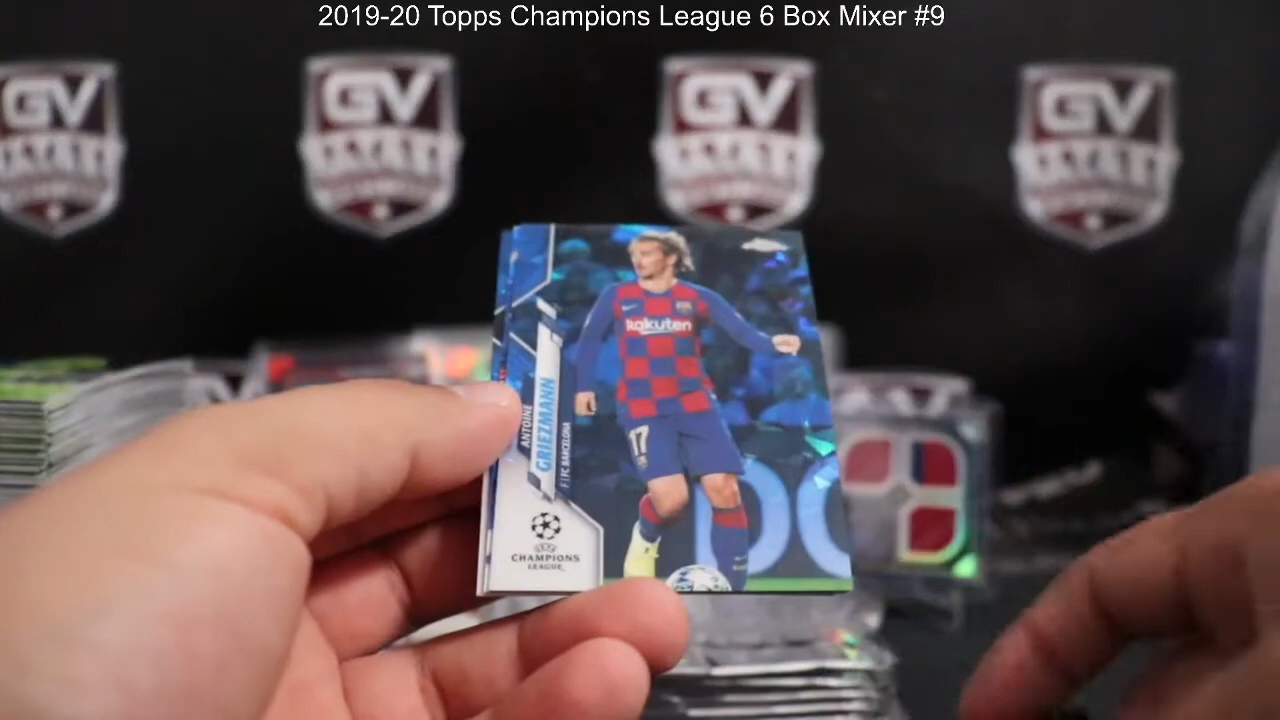 2019-20 Topps Champions League 6 Box Mixer #9
GV
GV
GV
GV
Rakuten
17
ANTOINE
GRIEZMANN
F | FC BARCELONA
UEFA
CHAMPIONS
LEAGUE